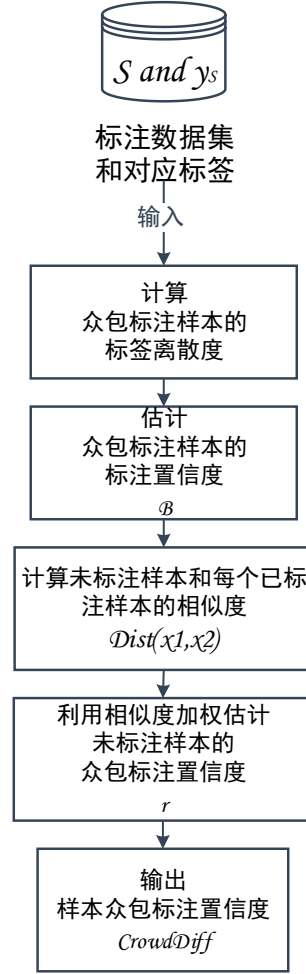 S and yS
标注数据集
和对应标签
输入
计算
众包标注样本的
标签离散度
估计
众包标注样本的
标注置信度
B
计算未标注样本和每个已标
注样本的相似度
Dist(x1,x2)
利用相似度加权估计
未标注样本的
众包标注置信度
r
输出
样本众包标注置信度
CrowdDiff